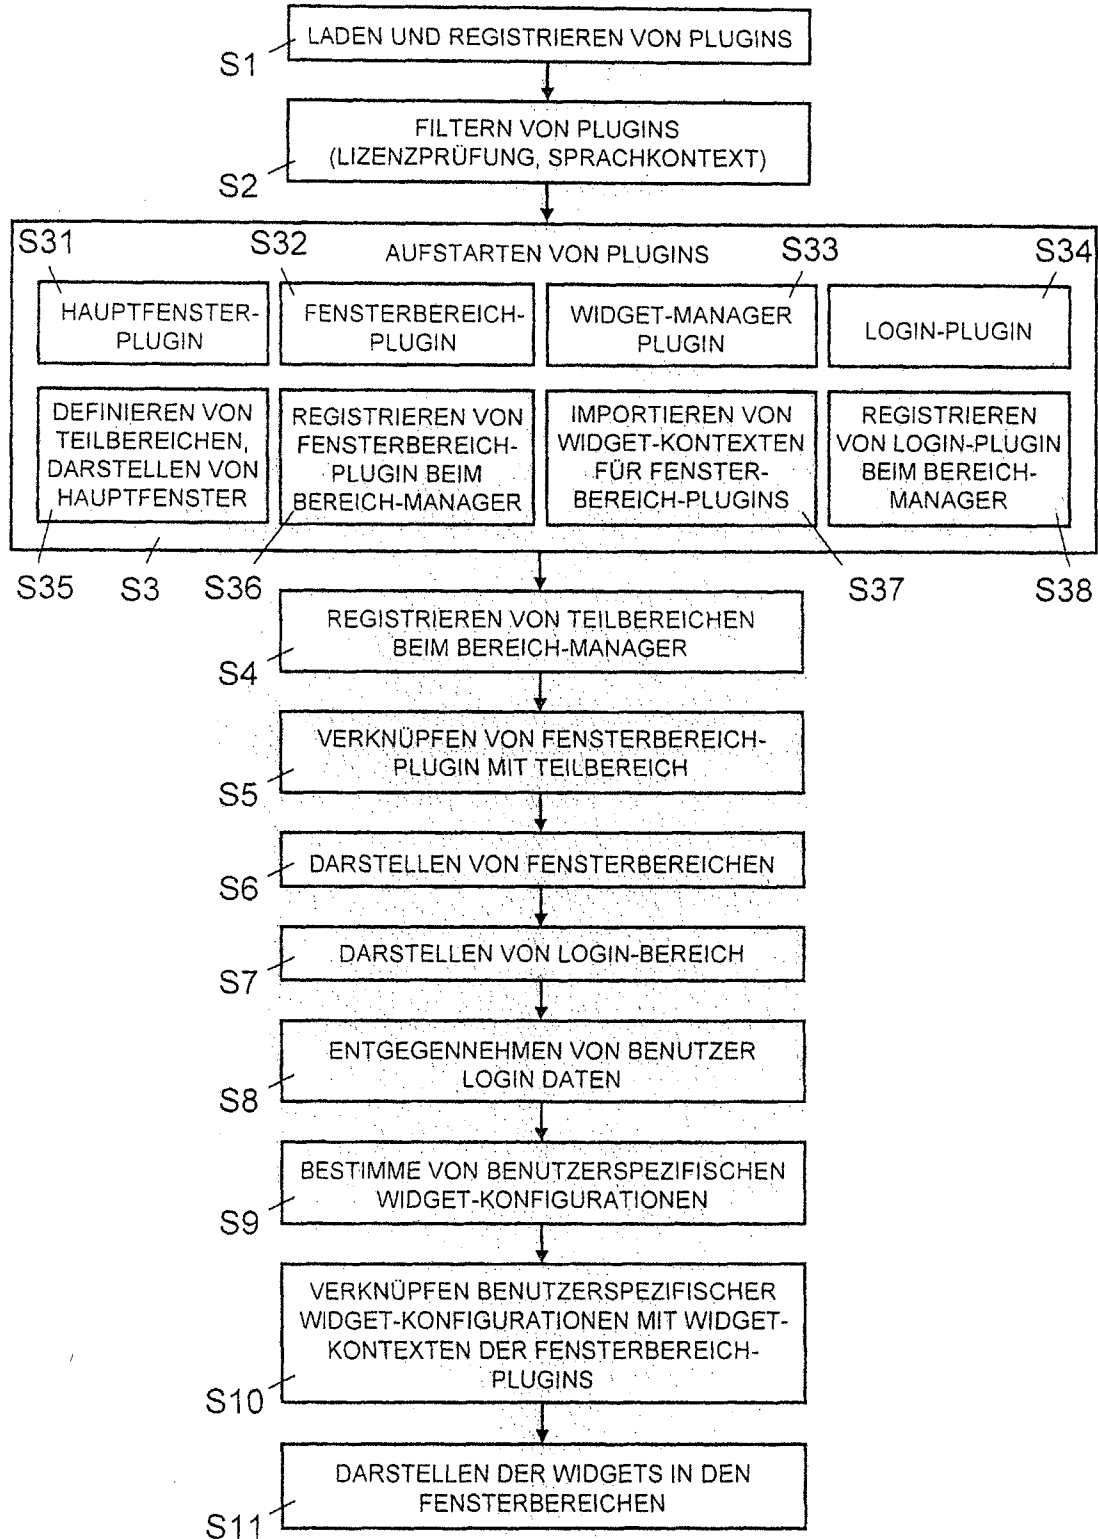 LADEN UND REGISTRIEREN VON PLUGINS
S1
FILTERN VON PLUGINS
(LIZENZPRÜFUNG, SPRACHKONTEXT)
S2
S31
S32
AUFSTARTEN VON PLUGINS
S33
S34
HAUPTFENSTER-
PLUGIN
FENSTERBEREICH-
PLUGIN
WIDGET-MANAGER
PLUGIN
LOGIN-PLUGIN
DEFINIEREN VON
TEILBEREICHEN,
DARSTELLEN VON
HAUPTFENSTER
REGISTRIEREN VON
FENSTERBEREICH-
PLUGIN BEIM
BEREICH-MANAGER
IMPORTIEREN VON
WIDGET-KONTEXTEN
FÜR FENSTER-
BEREICH-PLUGINS
REGISTRIEREN
VON LOGIN-PLUGIN
BEIM BEREICH-
MANAGER
S35
S3
S36
S37
S38
REGISTRIEREN VON TEILBEREICHEN
BEIM BEREICH-MANAGER
S4
VERKNÜPFEN VON FENSTERBEREICH-
PLUGIN MIT TEILBEREICH
S5
DARSTELLEN VON FENSTERBEREICHEN
S6
DARSTELLEN VON LOGIN-BEREICH
S7
ENTGEGENNEHMEN VON BENUTZER
LOGIN DATEN
S8
BESTIMME VON BENUTZERSPEZIFISCHEN
WIDGET-KONFIGURATIONEN
S9
VERKNÜPFEN BENUTZERSPEZIFISCHER
WIDGET-KONFIGURATIONEN MIT WIDGET-
KONTEXTEN DER FENSTERBEREICH-
PLUGINS
S10
DARSTELLEN DER WIDGETS IN DEN
FENSTERBEREICHEN
S11